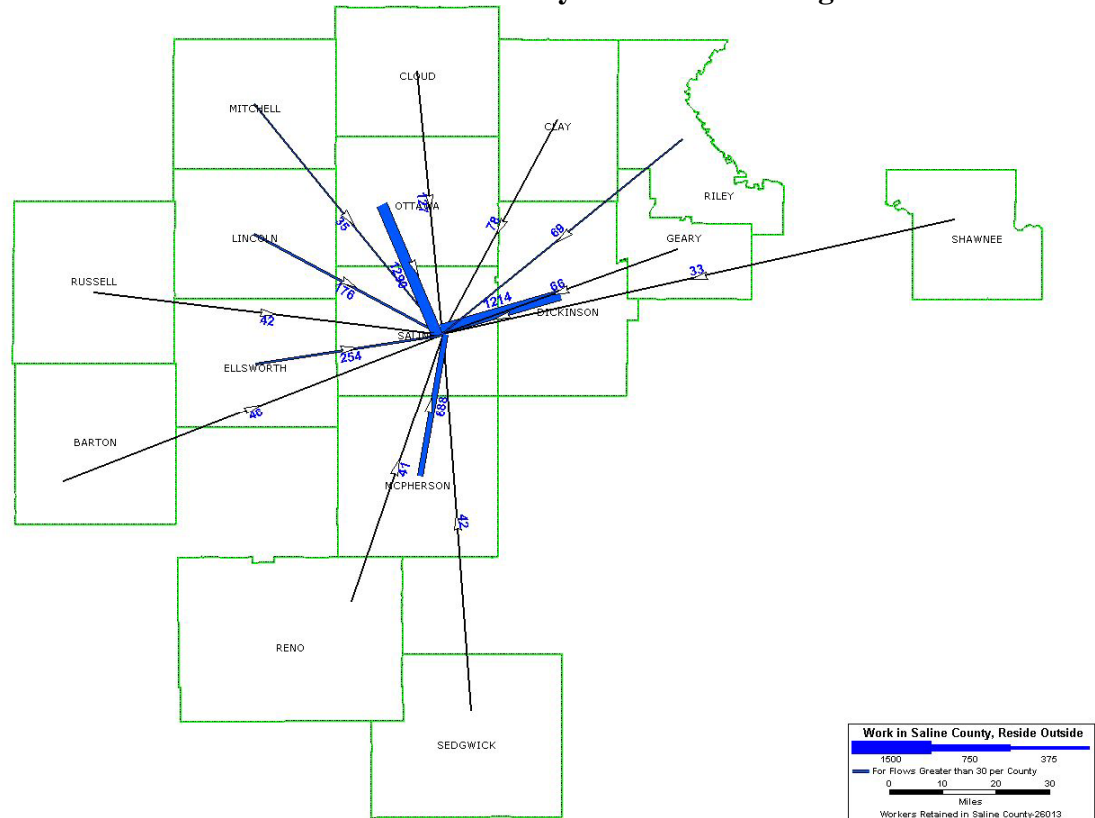 CLOUD
MITCHELL
CLAY
RILEY
OTTAWA
35
78
69
LINCOLN
GEARY
SHAWNEE
RUSSELL
176
1290
33
66
1214
42
DICKINSON
SALINE
254
ELLSWORTH
46
688
BARTON
41
MCPHERSON
42
RENO
SEDGWICK
Work in Saline County, Reside Outside
1500 750 375
For Flows Greater than 30 per County
0 10 20 30
Miles
Workers Retained in Saline County-26013